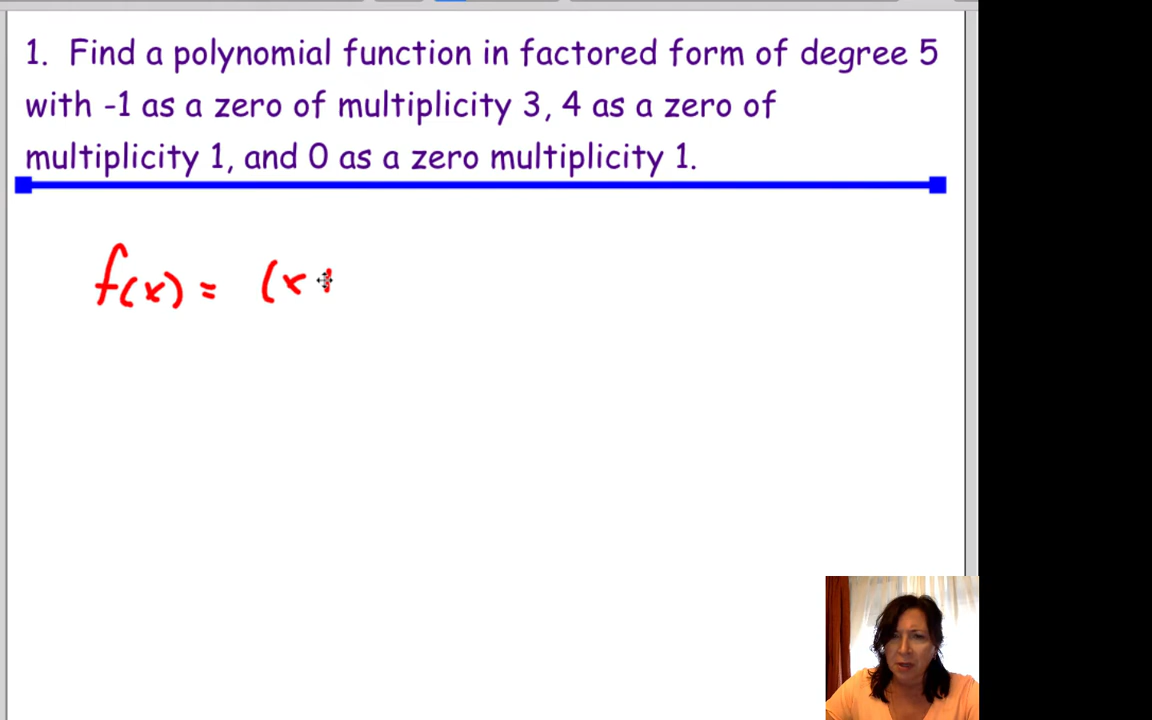 1. Find a polynomial function in factored form of degree 5
with -1 as a zero of multiplicity 3, 4 as a zero of
multiplicity 1, and 0 as a zero multiplicity 1.
f(x) = (x +